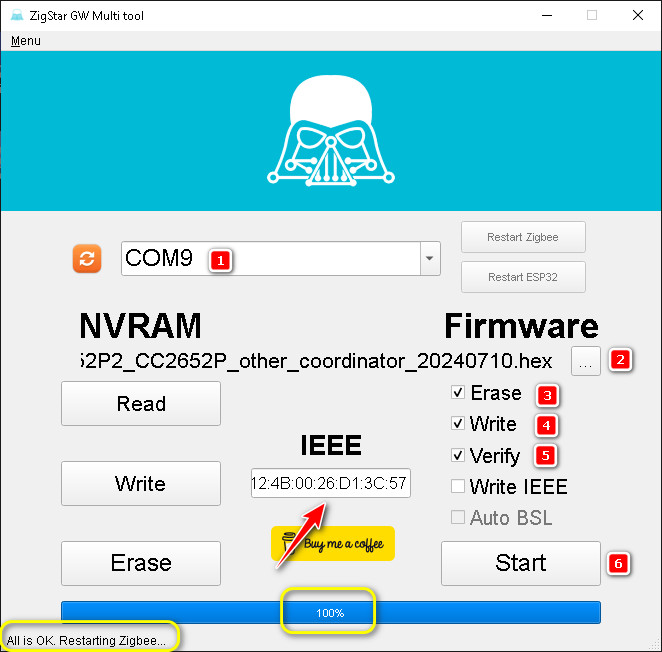 ZigStar GW Multi tool
Menu
COM9
1
Restart Zigbee
Restart ESP32
NVRAM
Firmware
52P2_CC2652P_other_coordinator_20240710.hex
...
2
Read
Erase
3
Write
4
IEEE
Verify
5
Write
12:4B:00:26:D1:3C:57
Write IEEE
Auto BSL
Buy me a coffee
Erase
Start
6
100%
All is OK. Restarting Zigbee...